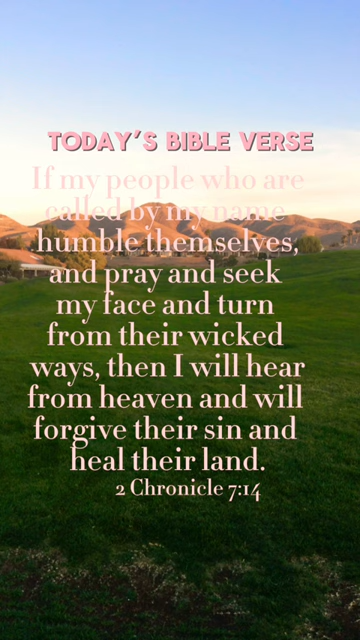 TODAY'S BIBLE VERSE
If my people who are
called by my name
humble themselves,
and pray and seek
my face and turn
from their wicked
ways, then I will hear
from heaven and will
forgive their sin and
heal their land.
2 Chronicle 7:14